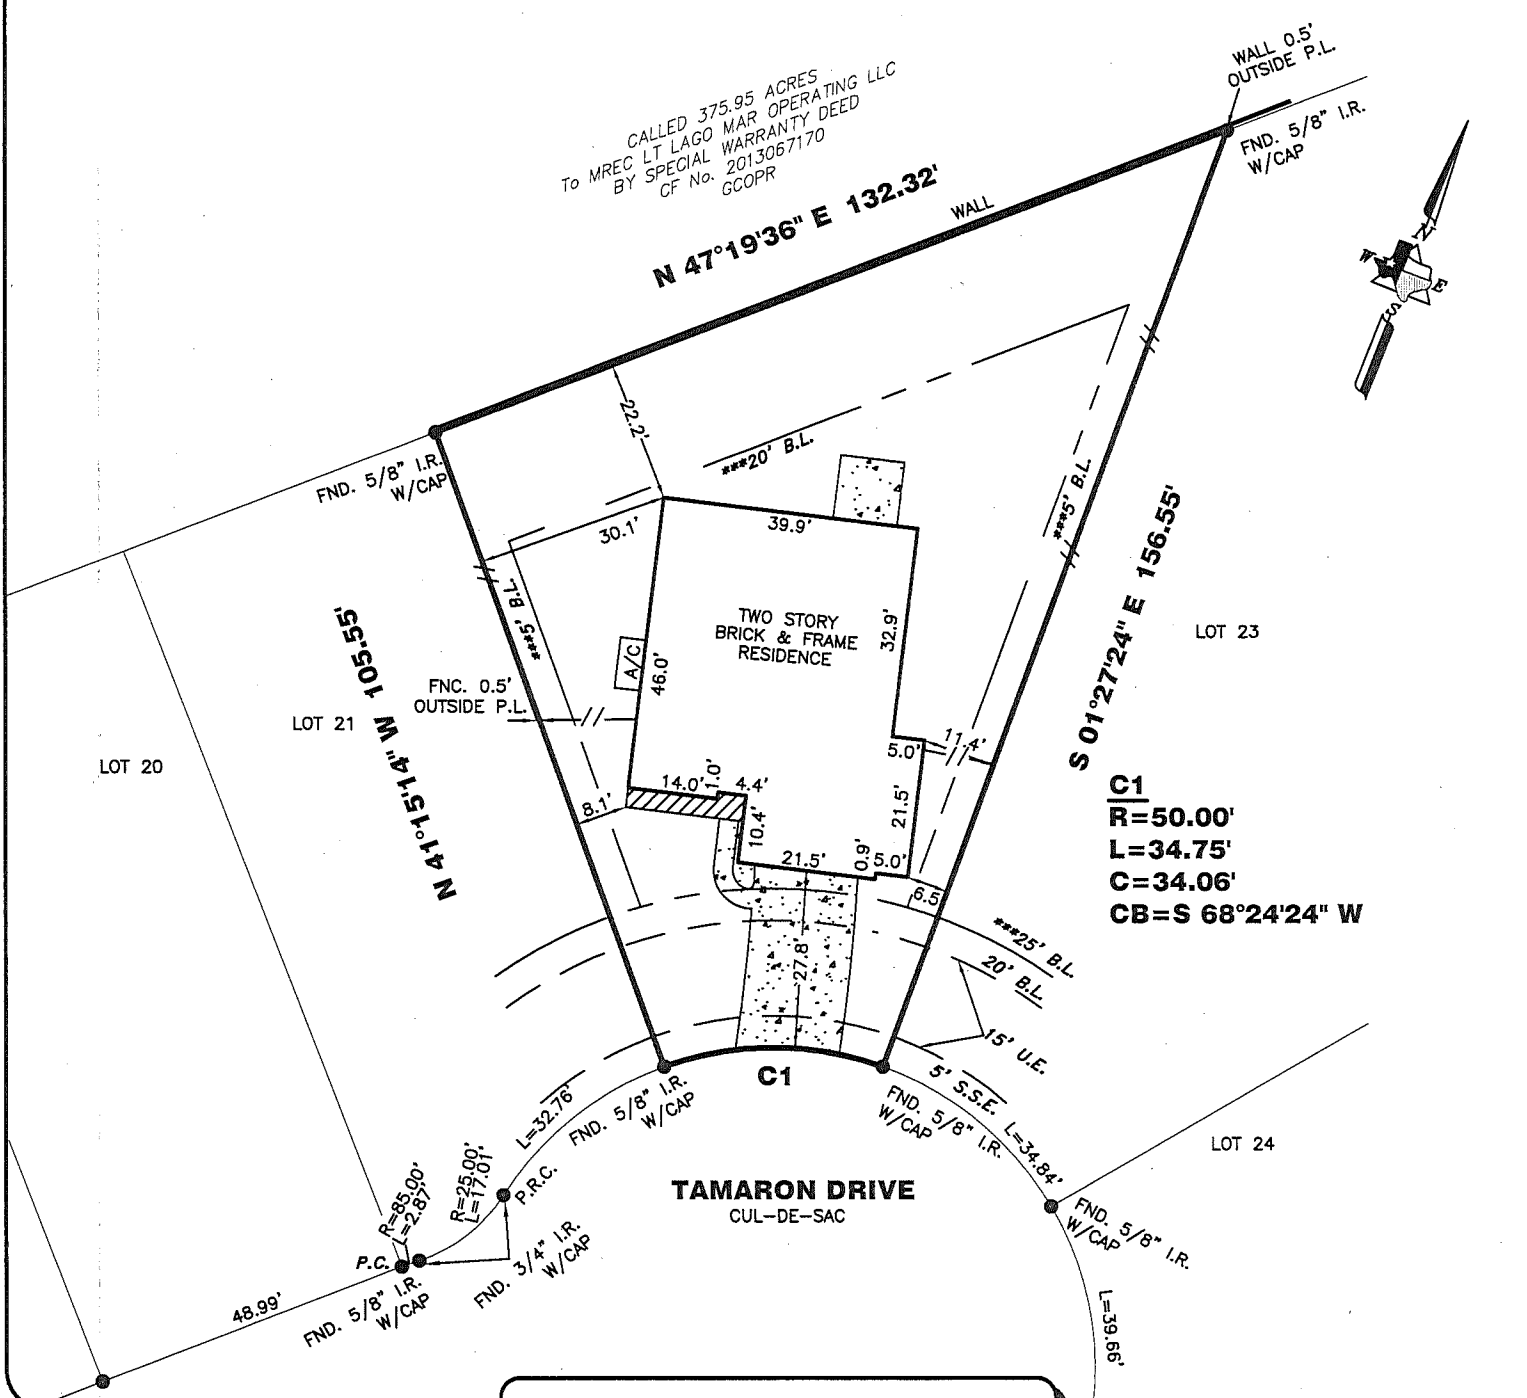 WALL 0.5'
OUTSIDE P.L.
CALLED 375.95 ACRES
To MREC LT LAGO MAR OPERATING LLC
BY SPECIAL WARRANTY DEED
CF No. 2013067170
GCOPR
FND. 5/8" I.R.
W/CAP
N 47°19'36" E 132.32'
WALL
N
W
E
S
FND. 5/8" I.R.
W/CAP
22.2'
***20' B.L.
30.1'
39.9'
***5' B.L.
***5' B.L.
S 01°27'24" E 156.55'
N 41°15'14" W 105.55'
TWO STORY
BRICK & FRAME
RESIDENCE
32.9'
A/C
46.0'
LOT 23
FNC. 0.5'
OUTSIDE P.L.
LOT 21
LOT 20
11.4'
5.0'
14.0'
1.0'
4.4'
8.1'
10.4'
21.5'
21.5'
0.9'
5.0'
6.5'
C1
R=50.00'
L=34.75'
C=34.06'
CB=S 68°24'24" W
27.8'
***25' B.L.
20' B.L.
15' U.E.
5' S.S.E.
C1
L=32.76'
FND. 5/8" I.R.
W/CAP
FND. 5/8" I.R.
W/CAP
L=34.84'
LOT 24
R=85.00'
L=2.87'
R=25.00'
L=17.01'
P.R.C.
TAMARON DRIVE
CUL-DE-SAC
FND. 5/8" I.R.
W/CAP
P.C.
FND. 3/4" I.R.
W/CAP
48.99'
FND. 5/8" I.R.
W/CAP
L=39.66'